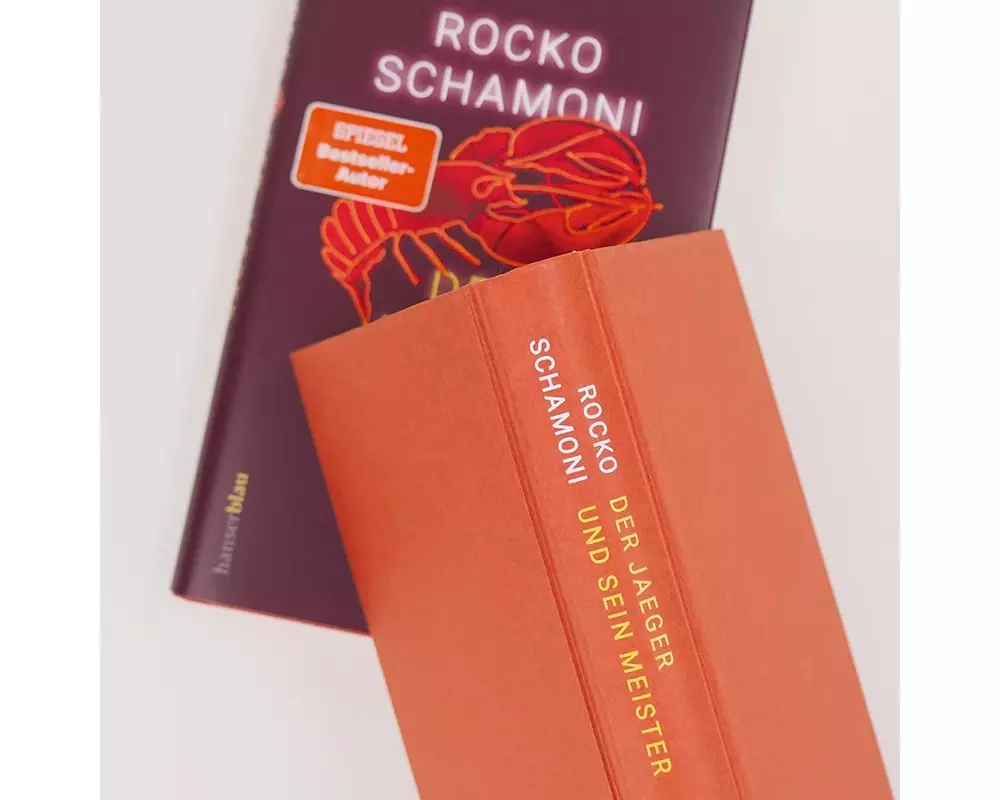 ROCKO
SCHAMONI
SPIEGEL
Bestseller-
Autor
hanserblau
ROCKO
SCHAMONI
DER JAEGER
UND SEIN MEISTER